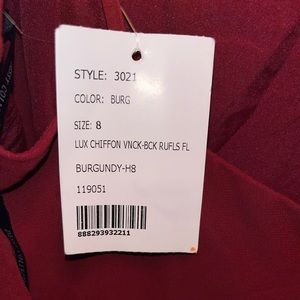 STYLE: 3021
COLOR: BURG
SIZE: 8
LUX CHIFFON VNCK-BCK RUFLS FL
BURGUNDY-H8
119051
888293932211